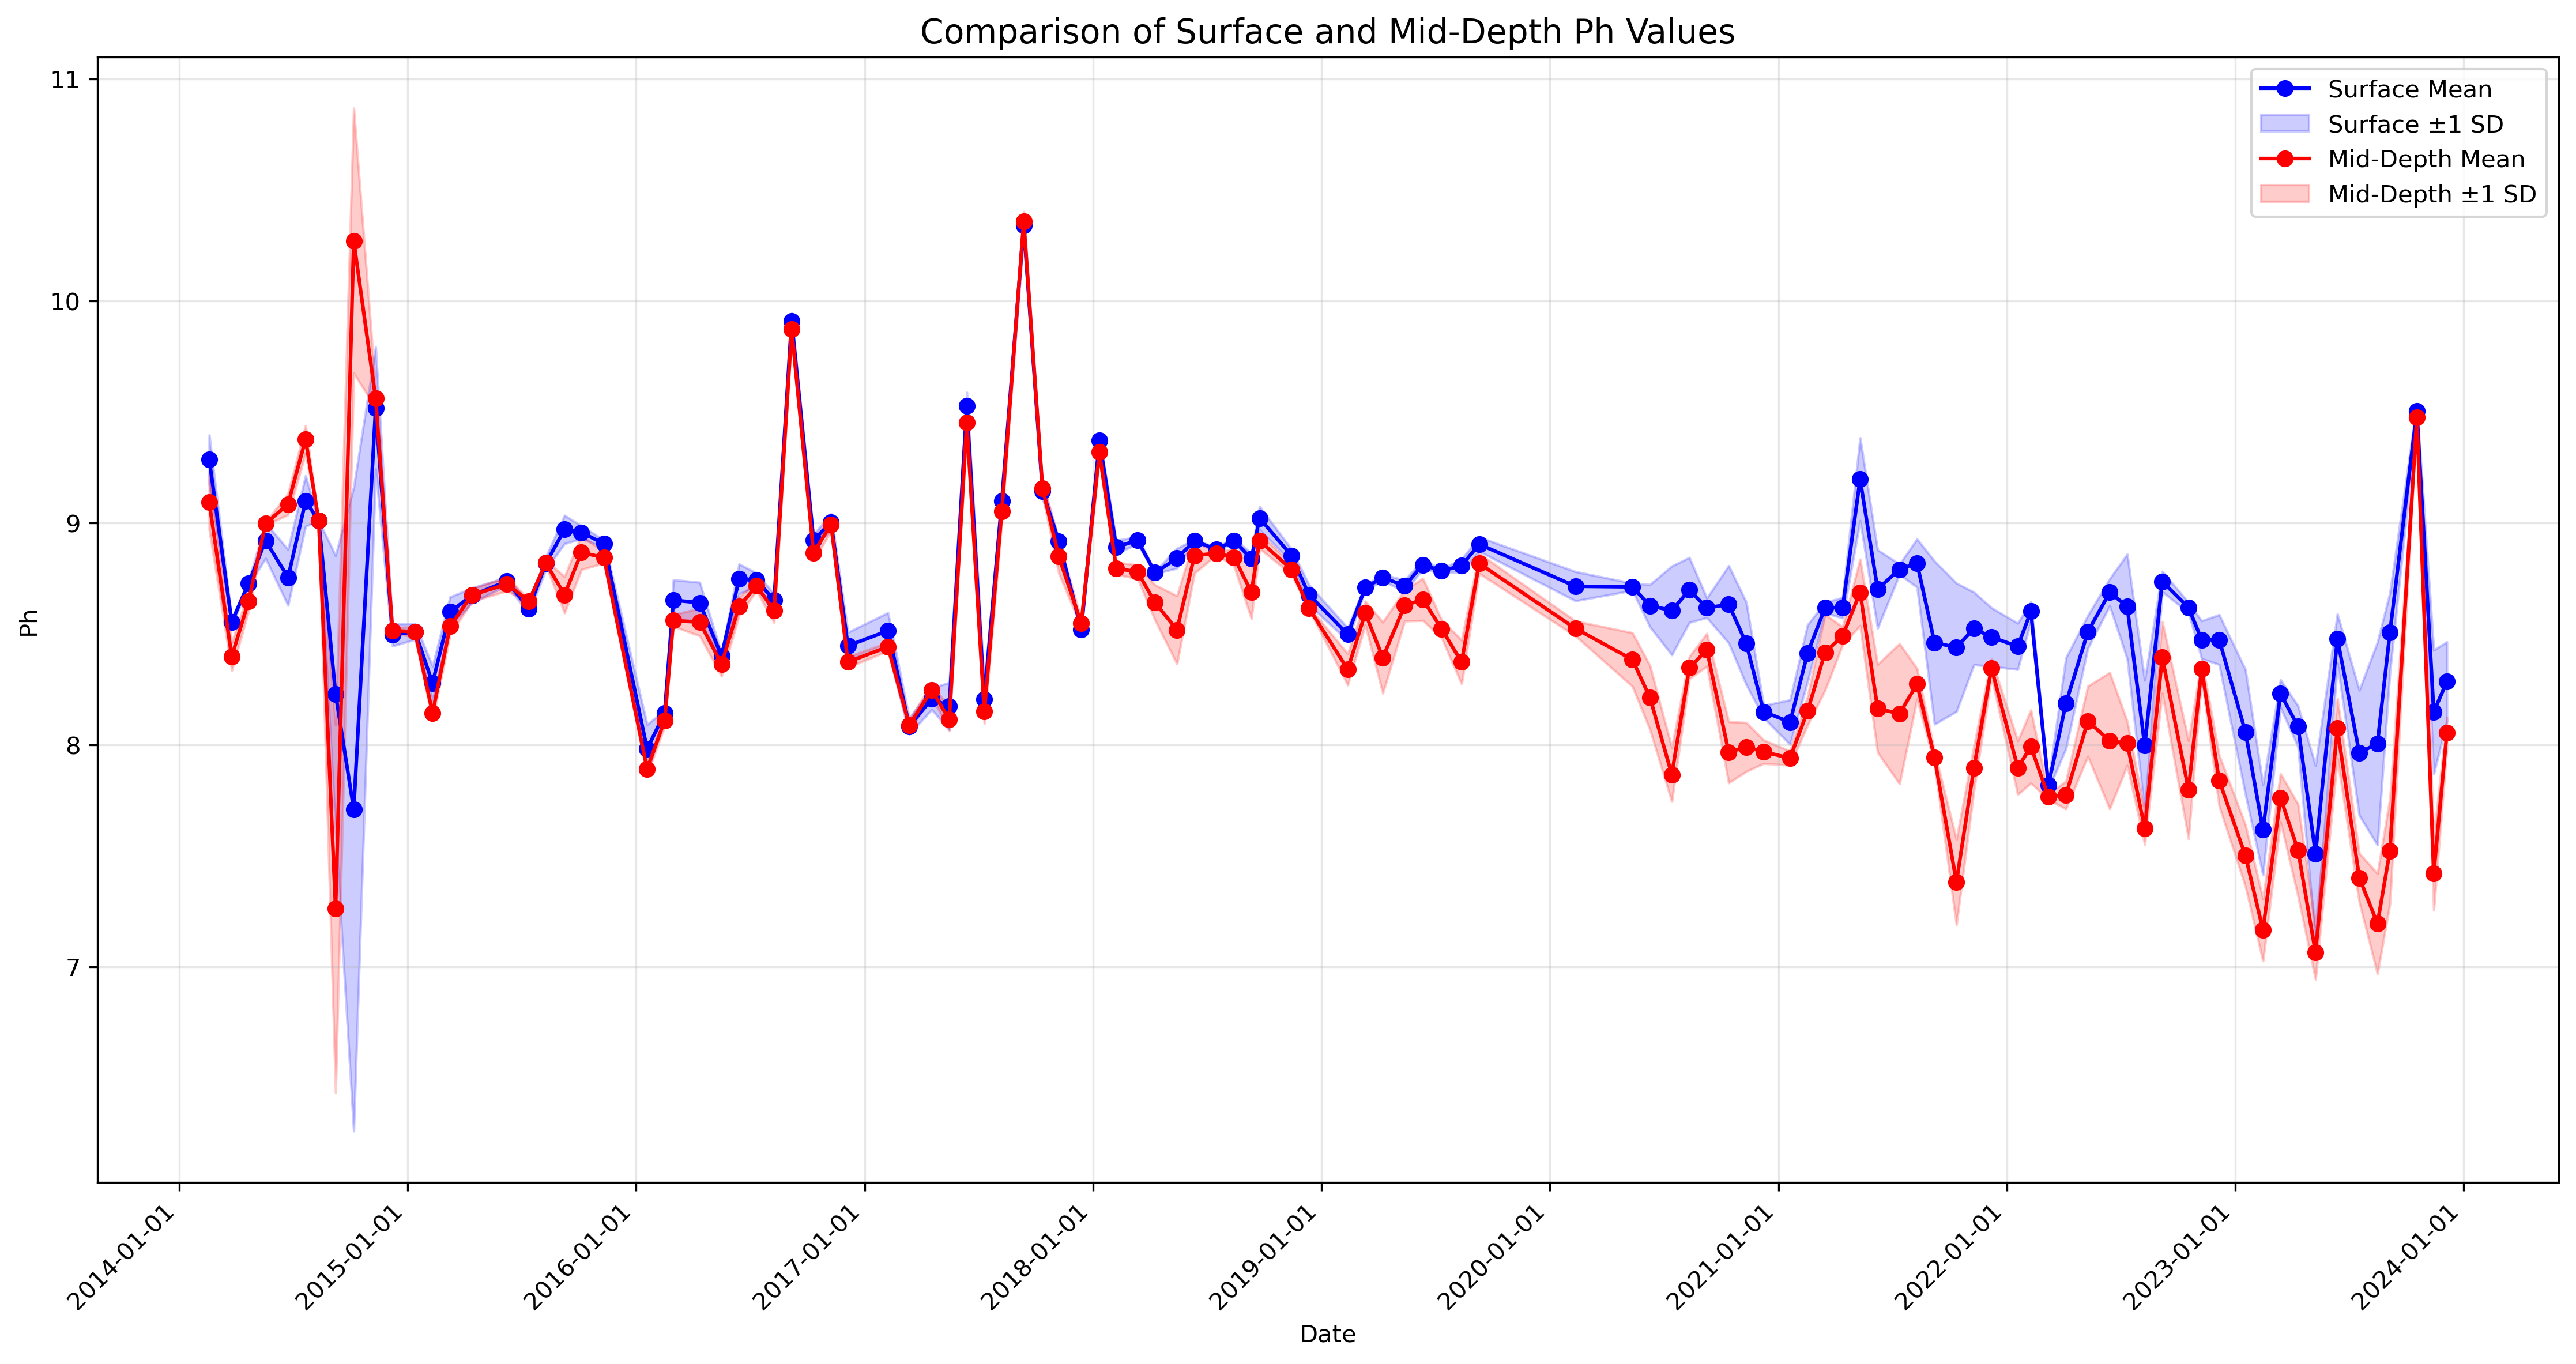 Comparison of Surface and Mid-Depth Ph Values
Surface Mean
Surface ±1 SD
Mid-Depth Mean
Mid-Depth ±1 SD
11
10
9
8
7
Ph
2014-01-01
2015-01-01
2016-01-01
2017-01-01
2018-01-01
2019-01-01
2020-01-01
2021-01-01
2022-01-01
2023-01-01
2024-01-01
Date